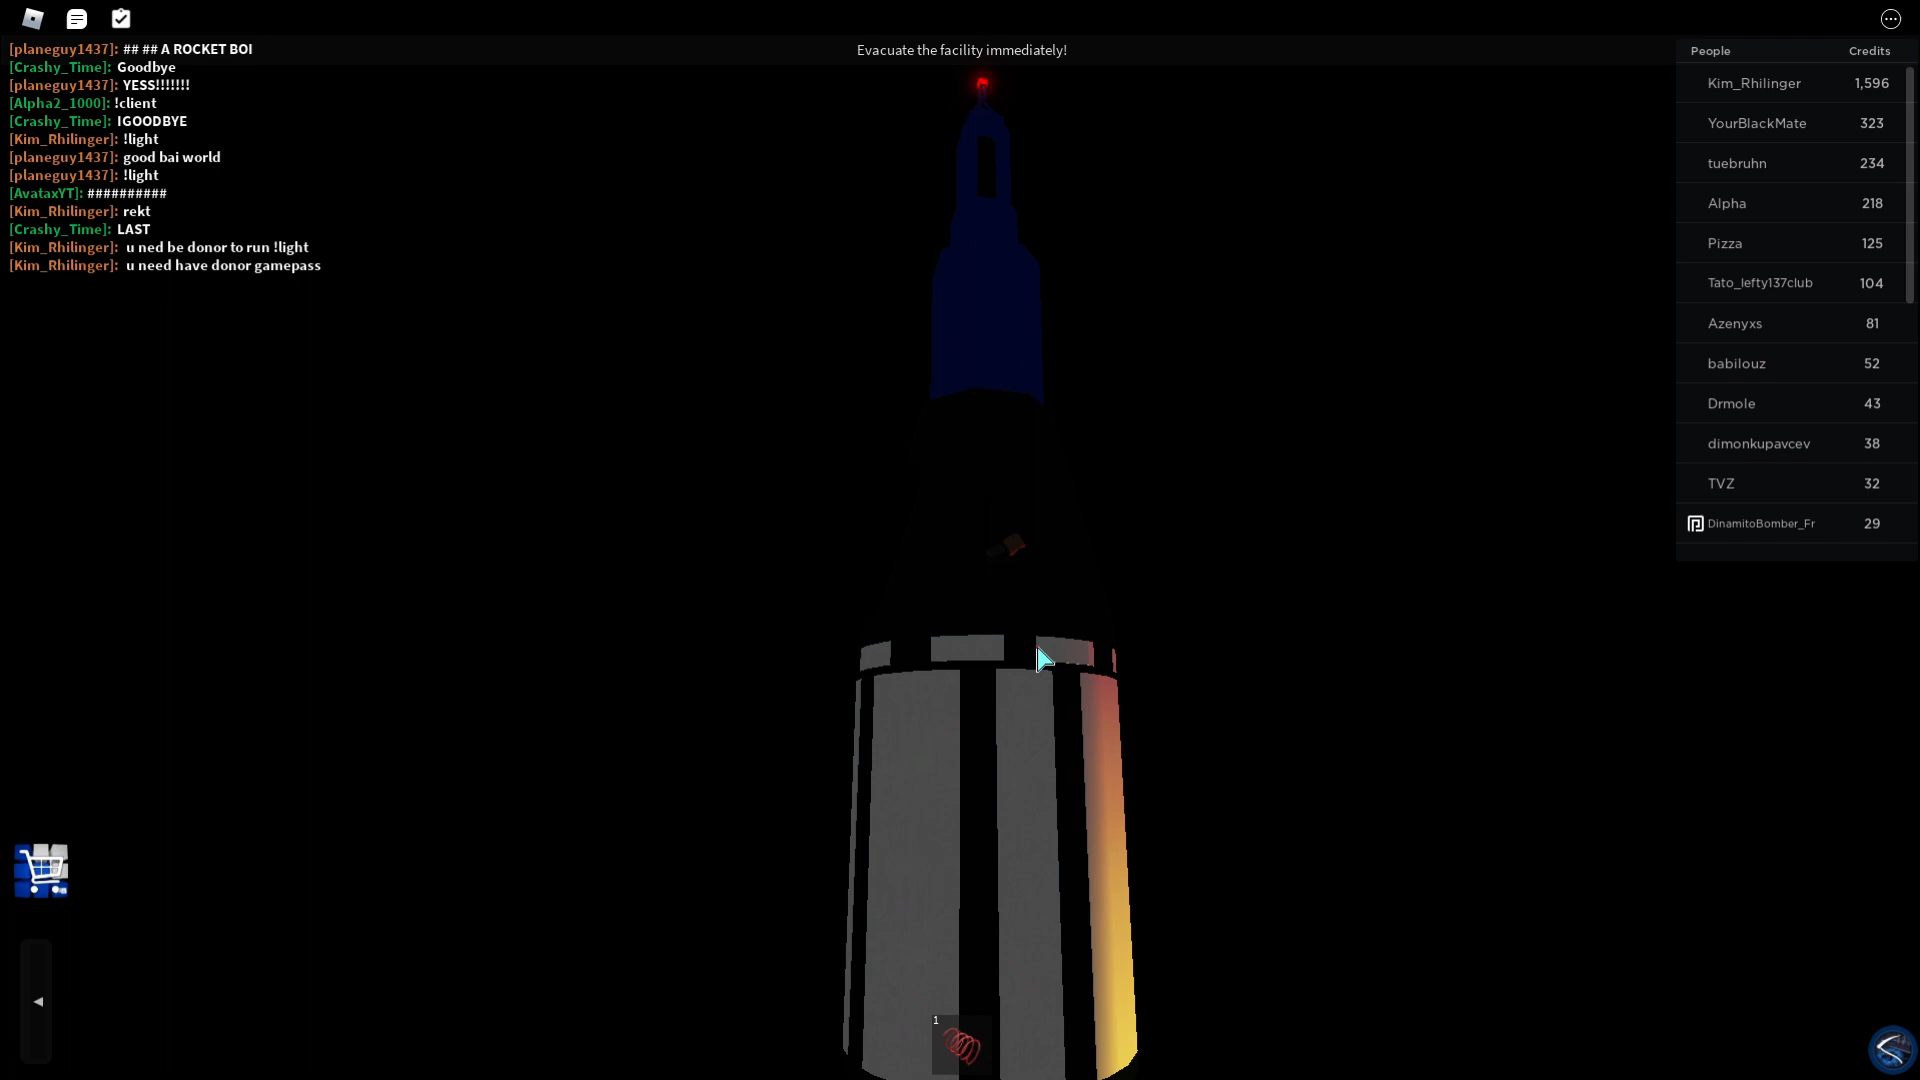 [planeguy1437]: ## ## A ROCKET BOI
[Crashy_Time]: Goodbye
[planeguy1437]: YESS!!!!!!!
[Alpha2_1000]: !client
[Crashy_Time]: IGOODBYE
[Kim_Rhilinger]: !light
[planeguy1437]: good bai world
[planeguy1437]: !light
[AvataxYT]: ##########
[Kim_Rhilinger]: rekt
[Crashy_Time]: LAST
[Kim_Rhilinger]: u ned be donor to run !light
[Kim_Rhilinger]: u need have donor gamepass
Evacuate the facility immediately!
People Credits
Kim_Rhilinger 1,596
YourBlackMate 323
tuebruhn 234
Alpha 218
Pizza 125
Tato_lefty137club 104
Azenyxs 81
babilouz 52
Drmole 43
dimonkupavcev 38
TVZ 32
DinamitoBomber_Fr 29
1